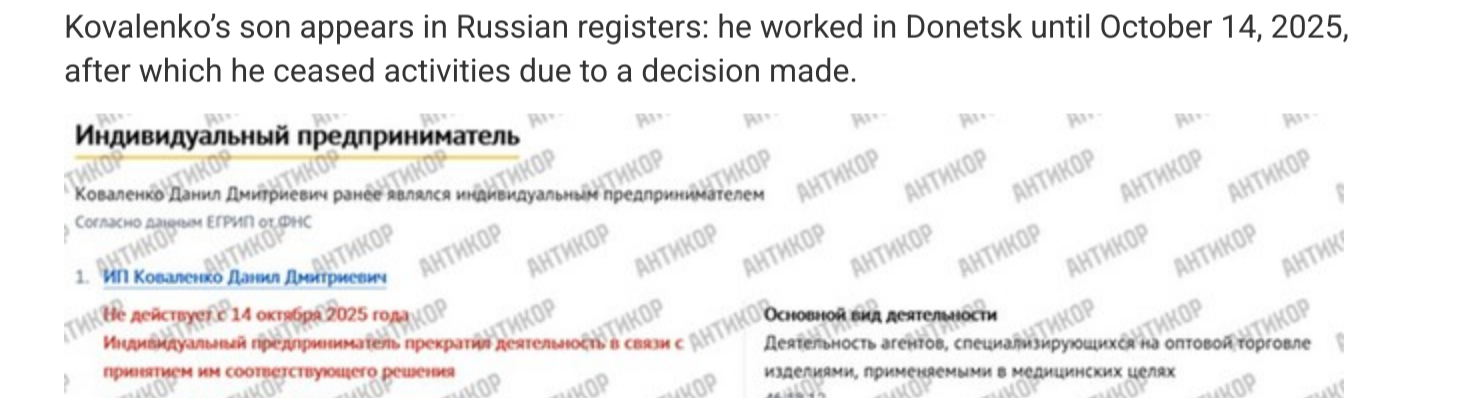 Kovalenko’s son appears in Russian registers: he worked in Donetsk until October 14, 2025,
after which he ceased activities due to a decision made.
Индивидуальный предприниматель
Коваленко Данил Дмитриевич ранее являлся индивидуальным предпринимателем
Согласно данным ЕГРИП от ФНС
1. ИП Коваленко Данил Дмитриевич
Не действует с 14 октября 2025 года
Индивидуальный предприниматель прекратил деятельность в связи с
принятием им соответствующего решения
Основной вид деятельности
Деятельность агентов, специализирующихся на оптовой торговле
изделиями, применяемыми в медицинских целях
АНТИКОР